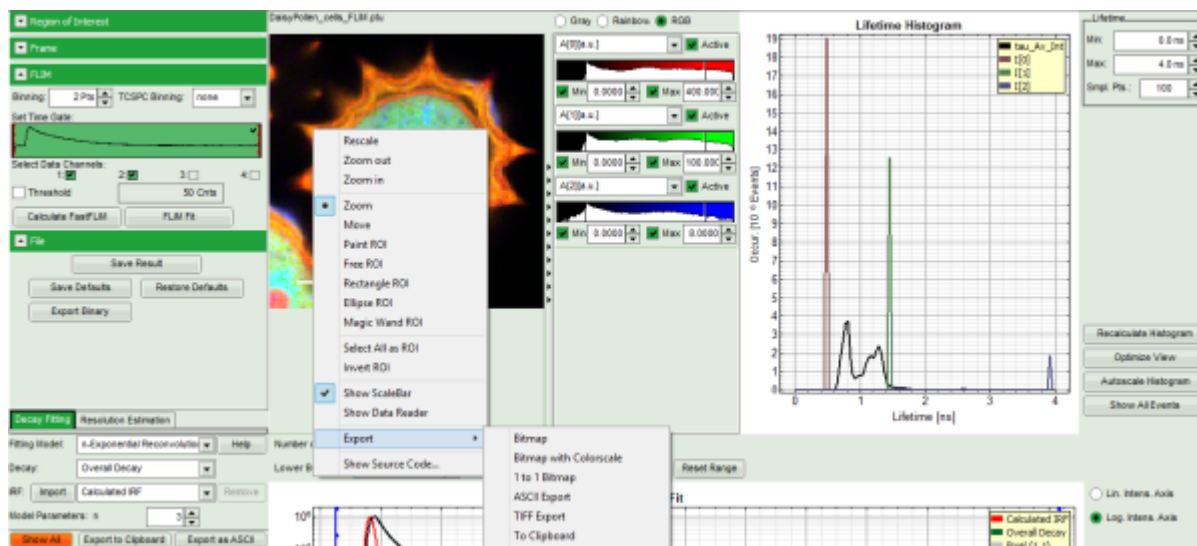 Region of Interest
Frame
FLIM
Binning: 2 Pts TCSPC Binning: none
Set Time Gate:
Select Data Channels:
1: 2: 3: 4:
Threshold 50 Cnts
Calculate FastFLIM FLIM Fit
File
Save Result
Save Defaults Restore Defaults
Export Binary
Decay Fitting Resolution Estimation
Fitting Model: n-Exponential Reconvolutio Help
Decay: Overall Decay
IRF: Import Calculated IRF Remove
Model Parameters: n 3
Show All Export to Clipboard Export as ASCII
DaisyPollen_cells_FLIM.ptu
Rescale
Zoom out
Zoom in
Zoom
Move
Paint ROI
Free ROI
Rectangle ROI
Ellipse ROI
Magic Wand ROI
Select All as ROI
Invert ROI
Show ScaleBar
Show Data Reader
Export
Show Source Code...
Bitmap
Bitmap with Colorscale
1 to 1 Bitmap
ASCII Export
TIFF Export
To Clipboard
Number
Lower B
Reset Range
Fit
Gray Rainbow RGB
A[0][a.u.] Active
Min 0.0000 Max 400.00
A[1][a.u.] Active
Min 0.0000 Max 100.00
A[2][a.u.] Active
Min 0.0000 Max 8.0000
Lifetime Histogram
tau_Av_Int
I[0]
I[1]
I[2]
19
18
17
16
15
14
13
12
11
10
9
8
7
6
5
4
3
2
1
0
0 1 2 3 4
Lifetime [ns]
Lifetime
Min: 0.0 ns
Max: 4.0 ns
Smpl. Pts.: 100
Recalculate Histogram
Optimize View
Autoscale Histogram
Show All Events
Lin. Intens. Axis
Log. Intens. Axis
Calculated IRF
Overall Decay